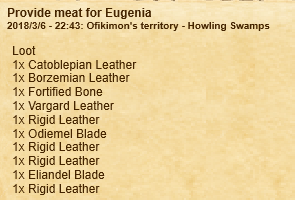 Provide meat for Eugenia
2018/3/6 - 22:43: Ofikimon's territory - Howling Swamps
Loot
1x Catoblepian Leather
1x Borzemian Leather
1x Fortified Bone
1x Vargard Leather
1x Rigid Leather
1x Odiemel Blade
1x Rigid Leather
1x Rigid Leather
1x Eliandel Blade
1x Rigid Leather